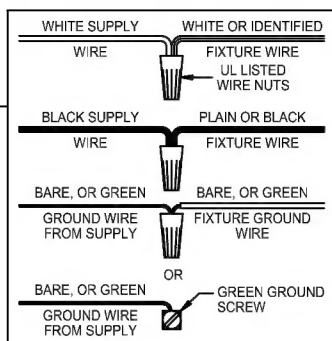 WHITE SUPPLY WHITE OR IDENTIFIED
WIRE FIXTURE WIRE
UL LISTED
WIRE NUTS
BLACK SUPPLY PLAIN OR BLACK
WIRE FIXTURE WIRE
BARE, OR GREEN BARE, OR GREEN
GROUND WIRE FIXTURE GROUND
FROM SUPPLY WIRE
OR
BARE, OR GREEN GREEN GROUND
GROUND WIRE SCREW
FROM SUPPLY